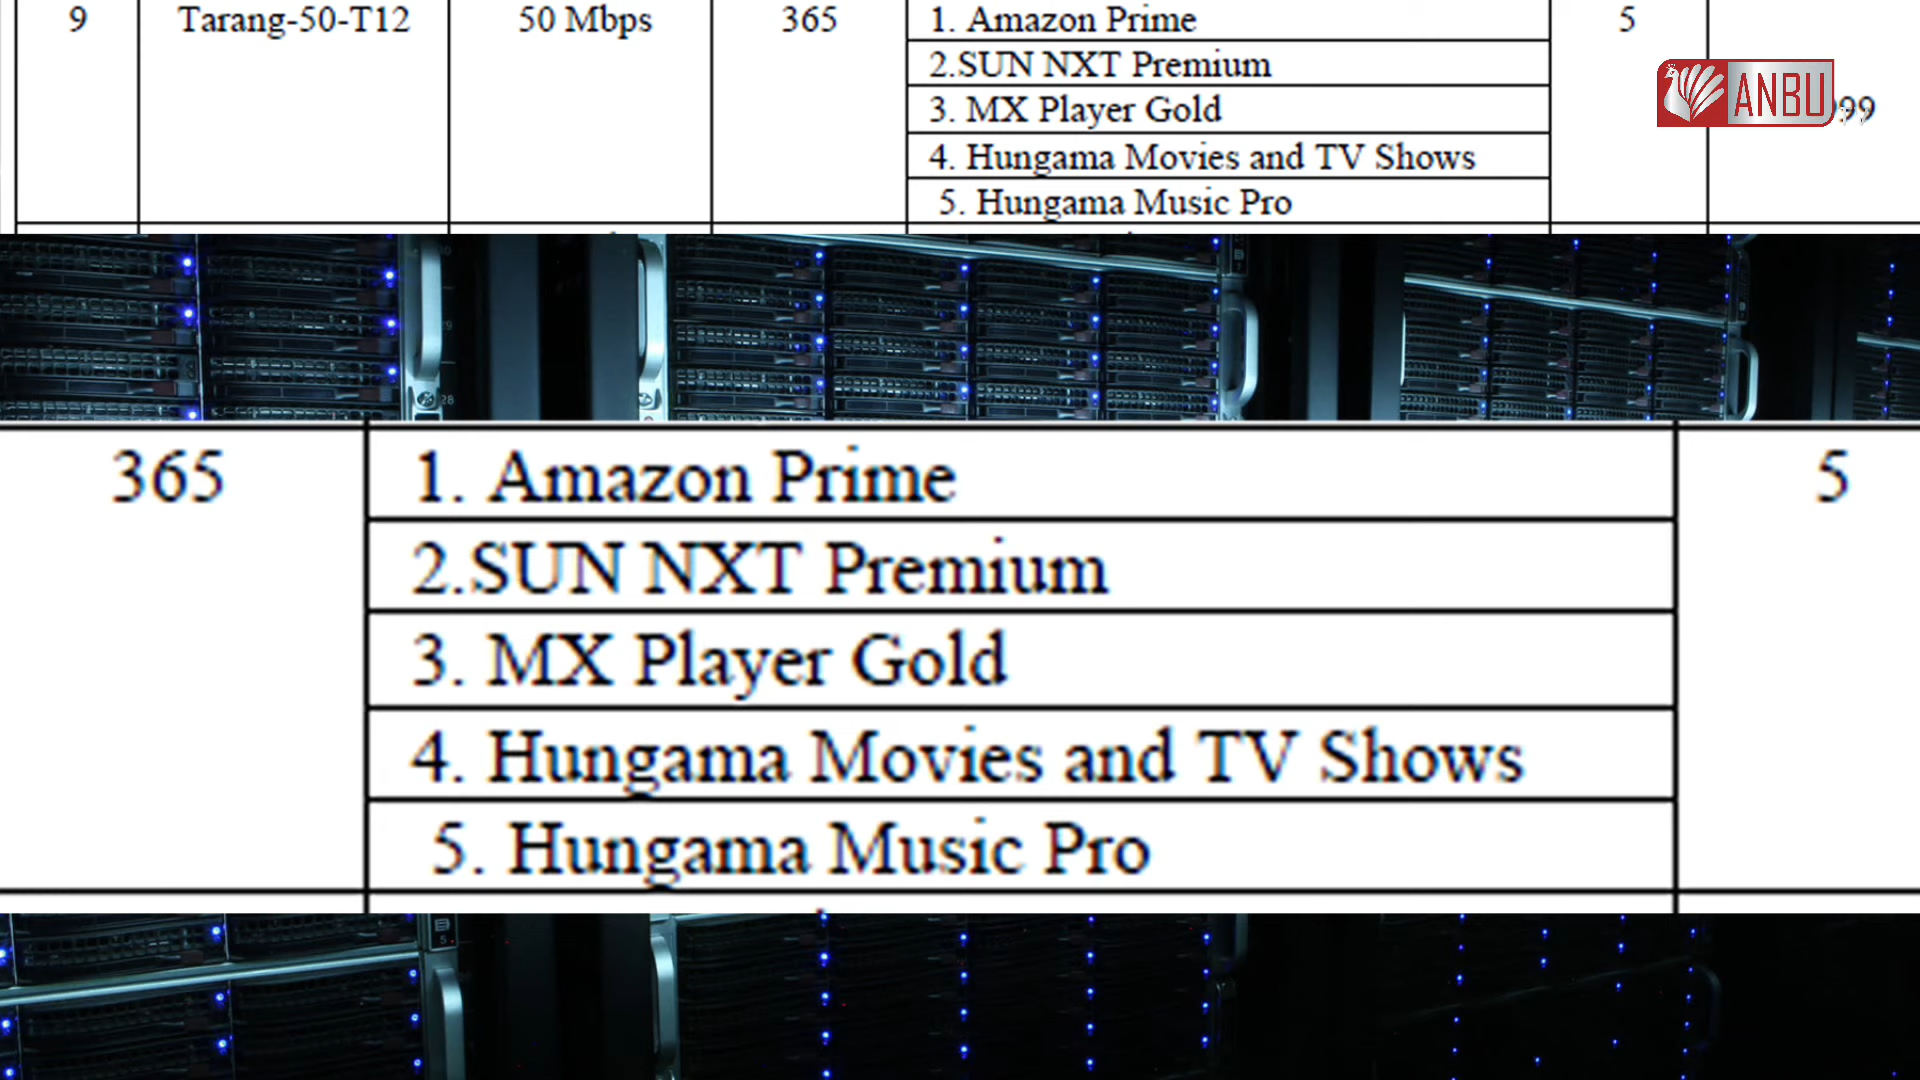 9 Tarang-50-T12 50 Mbps 365 1. Amazon Prime 5
2.SUN NXT Premium
ANBU
3. MX Player Gold
4. Hungama Movies and TV Shows
5. Hungama Music Pro
28
365 1. Amazon Prime 5
2.SUN NXT Premium
3. MX Player Gold
4. Hungama Movies and TV Shows
5. Hungama Music Pro